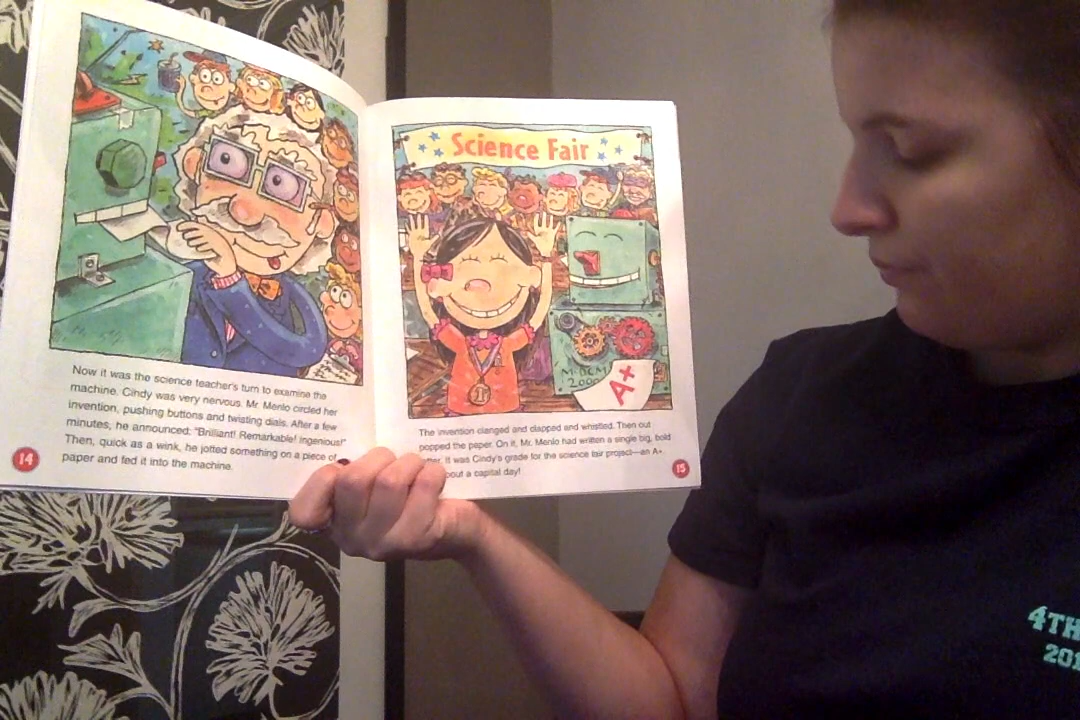 Now it was the science teacher's turn to examine the
machine. Cindy was very nervous. Mr. Menlo circled her
invention, pushing buttons and twisting dials. After a few
minutes, he announced: "Brilliant! Remarkable! Ingenious!"
Then, quick as a wink, he jotted something on a piece of
paper and fed it into the machine.
14
Science Fair
1
2000
A+
The invention clanged and clapped and whistled. Then out
popped the paper. On it, Mr. Menlo had written a single big, bold
It was Cindy's grade for the science fair project—an A+
a capital day!
15
4TH
201